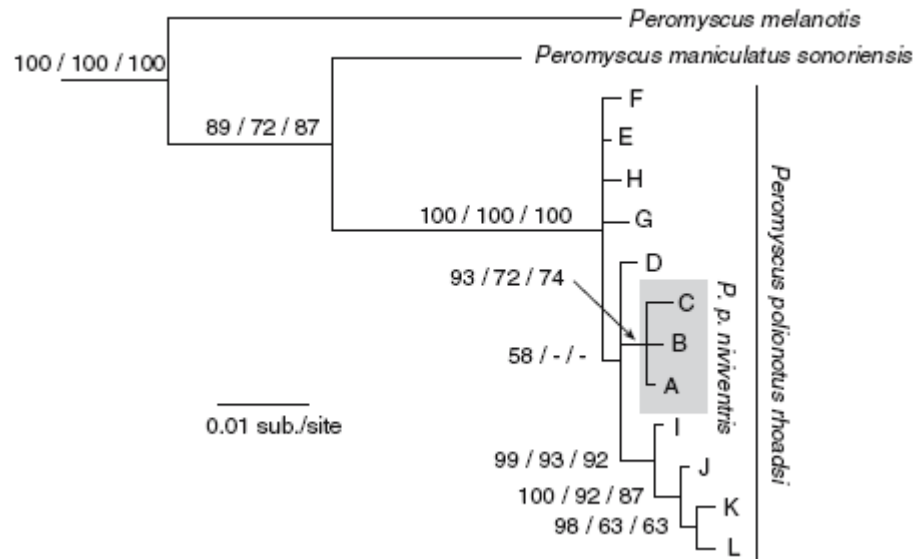 Peromyscus melanotis
100 / 100 / 100
Peromyscus maniculatus sonoriensis
F
89 / 72 / 87
E
H
100 / 100 / 100
G
D
93 / 72 / 74
C
B
58 / - / -
A
P. p. niviventris
Peromyscus polionotus rhoadsi
0.01 sub./site
I
99 / 93 / 92
J
100 / 92 / 87
K
98 / 63 / 63
L